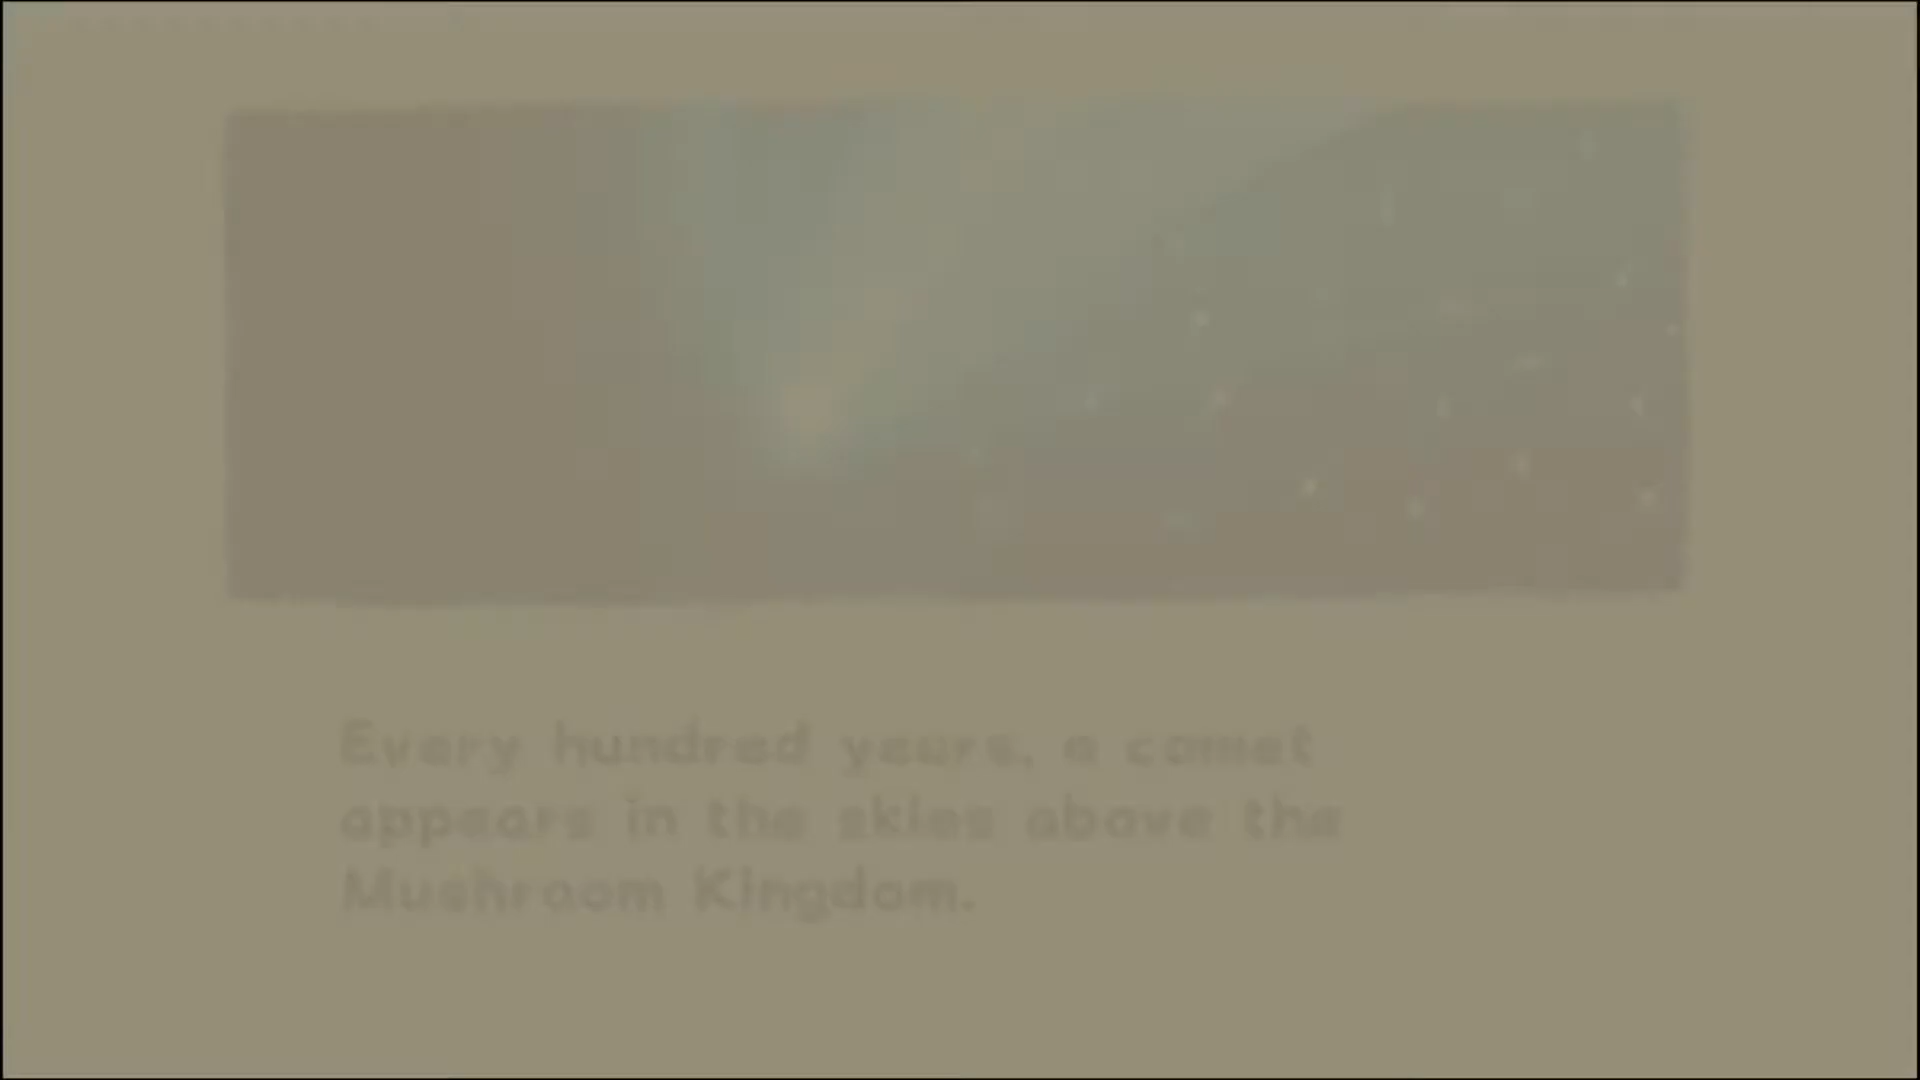 Every hundred years, a comet
appears in the skies above the
Mushroom Kingdom.